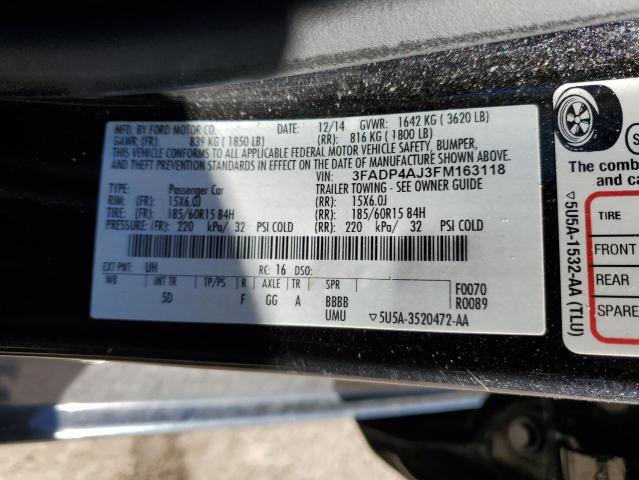 MFD. BY FORD MOTOR CO. DATE: 12/14 GVWR: 1642 KG ( 3620 LB)
GAWR: (FR): 839 KG ( 1850 LB) (RR): 816 KG ( 1800 LB)
THIS VEHICLE CONFORMS TO ALL APPLICABLE FEDERAL MOTOR VEHICLE SAFETY, BUMPER,
AND THEFT PREVENTION STANDARDS IN EFFECT ON THE DATE OF MANUFACTURE SHOWN ABOVE.
VIN: 3FADP4AJ3FM163118
TYPE: Passenger Car TRAILER TOWING - SEE OWNER GUIDE
RIM: (FR): 15X6.0J (RR): 15X6.0J
TIRE: (FR): 185/60R15 84H (RR): 185/60R15 84H
PRESSURE: (FR): 220 kPa/ 32 PSI COLD (RR): 220 kPa/ 32 PSI COLD
EXT PNT: UH RC: 16 DSO:
WB INT TR TP/PS R AXLE TR SPR F0070
5D F GG A BBBB R0089
UMU ▽5U5A-3520472-AA
▽5U5A-1532-AA (TLU)
The comb
and ca
TIRE
FRONT
REAR
SPARE